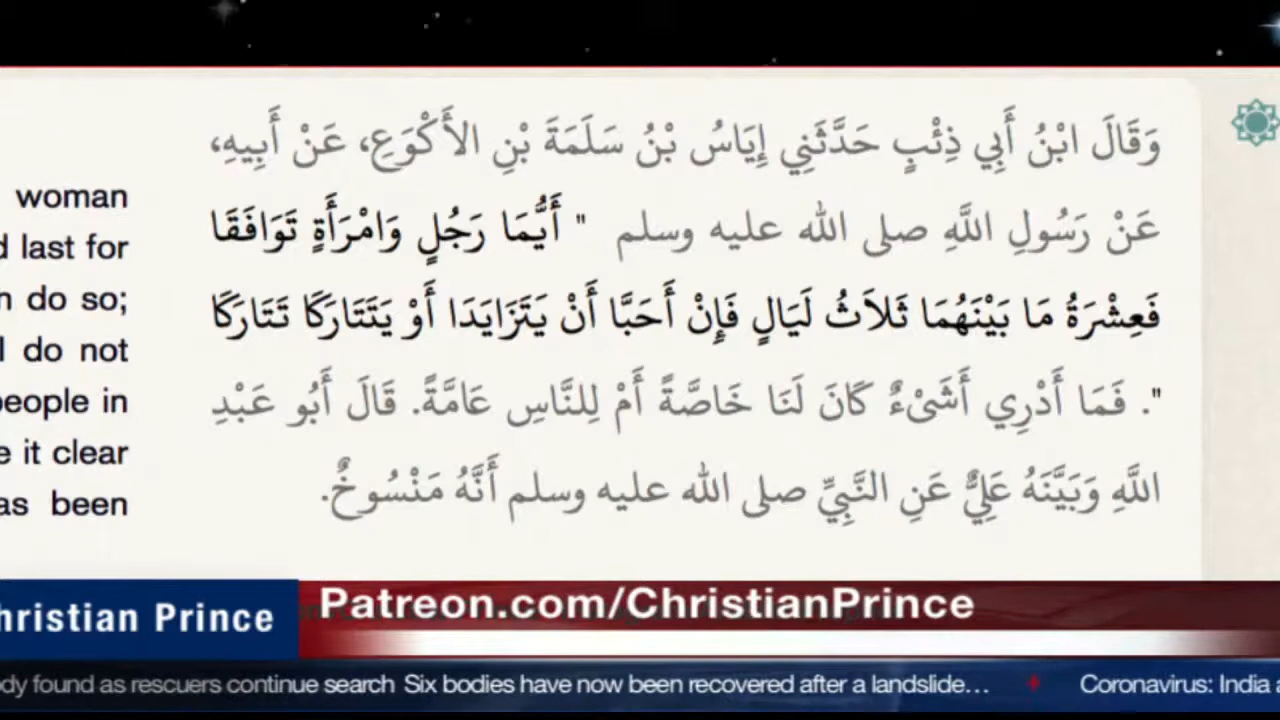 وَقَالَ ابْنُ أَبِي ذِئْبٍ حَدَّثَنِي إِيَاسُ بْنُ سَلَمَةَ بْنِ الأَكْوَعِ، عَنْ أَبِيهِ،
عَنْ رَسُولِ اللَّهِ صلى الله عليه وسلم " أَيُّمَا رَجُلٍ وَامْرَأَةٍ تَوَافَقَا
فَعِشْرَةُ مَا بَيْنَهُمَا ثَلاَثُ لَيَالٍ فَإِنْ أَحَبَّا أَنْ يَتَزَايَدَا أَوْ يَتَتَارَكَا تَتَارَكَا
". فَمَا أَدْرِي أَشَىْءٌ كَانَ لَنَا خَاصَّةً أَمْ لِلنَّاسِ عَامَّةً. قَالَ أَبُو عَبْدِ
اللَّهِ وَبَيَّنَهُ عَلِيٌّ عَنِ النَّبِيِّ صلى الله عليه وسلم أَنَّهُ مَنْسُوخٌ.
woman
d last for
n do so;
I do not
people in
e it clear
as been
hristian Prince
Patreon.com/ChristianPrince
dy found as rescuers continue search Six bodies have now been recovered after a landslide… Coronavirus: India a